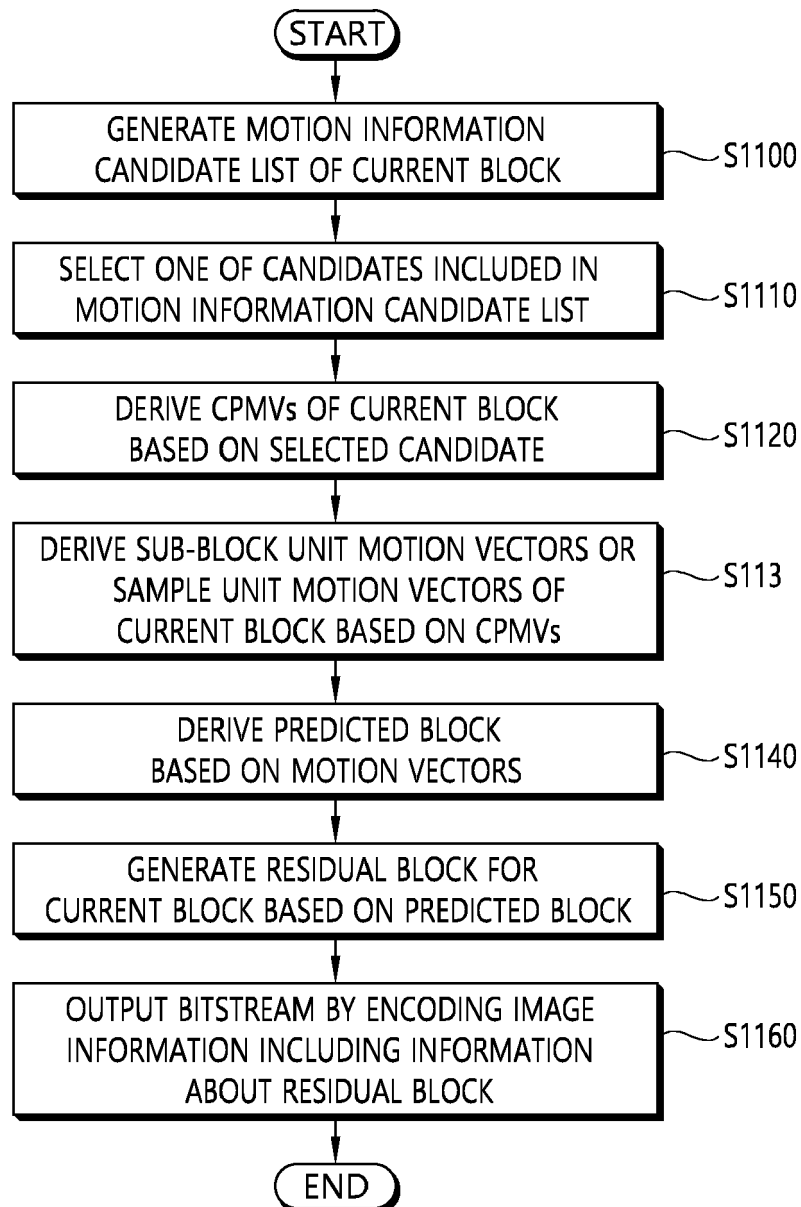 START
GENERATE MOTION INFORMATION
CANDIDATE LIST OF CURRENT BLOCK
S1100
SELECT ONE OF CANDIDATES INCLUDED IN
MOTION INFORMATION CANDIDATE LIST
S1110
DERIVE CPMVs OF CURRENT BLOCK
BASED ON SELECTED CANDIDATE
S1120
DERIVE SUB-BLOCK UNIT MOTION VECTORS OR
SAMPLE UNIT MOTION VECTORS OF
CURRENT BLOCK BASED ON CPMVs
S113
DERIVE PREDICTED BLOCK
BASED ON MOTION VECTORS
S1140
GENERATE RESIDUAL BLOCK FOR
CURRENT BLOCK BASED ON PREDICTED BLOCK
S1150
OUTPUT BITSTREAM BY ENCODING IMAGE
INFORMATION INCLUDING INFORMATION
ABOUT RESIDUAL BLOCK
S1160
END